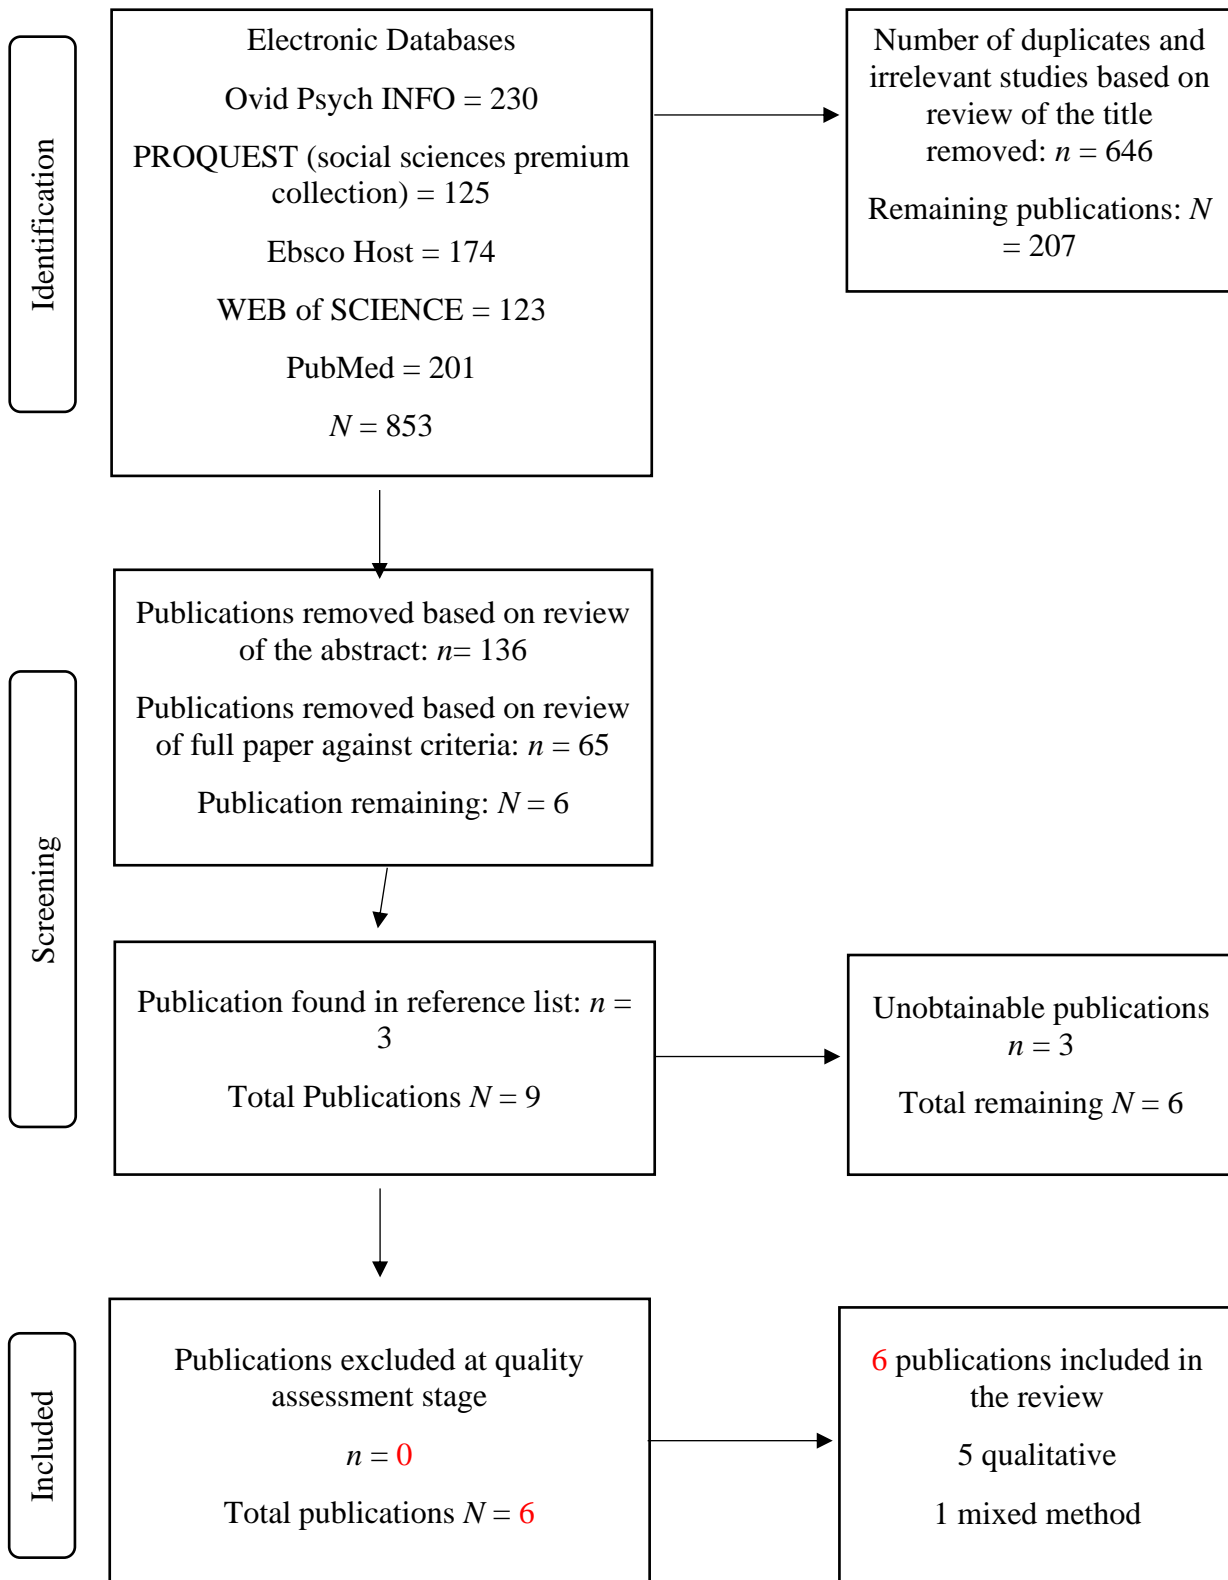 Identification
Electronic Databases
Ovid Psych INFO = 230
PROQUEST (social sciences premium
collection) = 125
Ebsco Host = 174
WEB of SCIENCE = 123
PubMed = 201
N = 853
Number of duplicates and
irrelevant studies based on
review of the title
removed: n = 646
Remaining publications: N
= 207
Screening
Publications removed based on review
of the abstract: n= 136
Publications removed based on review
of full paper against criteria: n = 65
Publication remaining: N = 6
Publication found in reference list: n =
3
Total Publications N = 9
Unobtainable publications
n = 3
Total remaining N = 6
Included
Publications excluded at quality
assessment stage
n = 0
Total publications N = 6
6 publications included in
the review
5 qualitative
1 mixed method